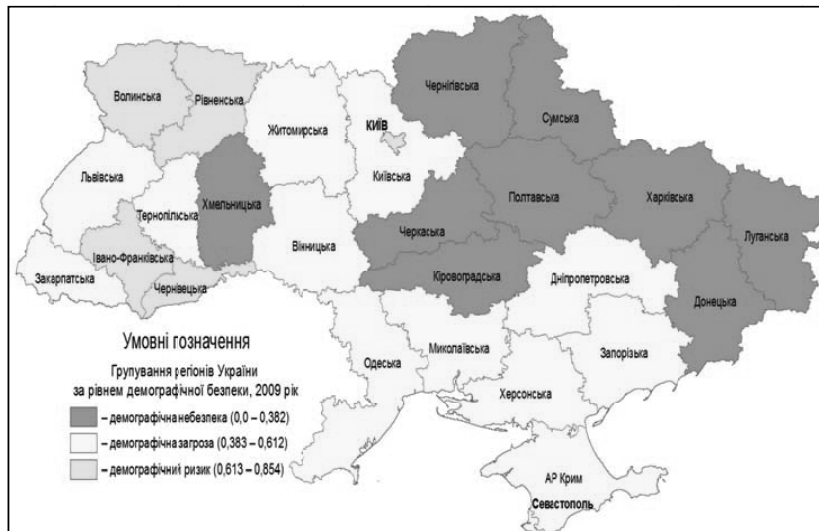 Чернігівська
Волинська
Рівненська
Сумська
Житомирська
КИЇВ
Київська
Львівська
Хмельницька
Тернопільська
Полтавська
Харківська
Луганська
Черкаська
Вінницька
Івано-Франківська
Закарпатська
Чернівецька
Кіровоградська
Дніпропетровська
Донецька
Одеська
Миколаївська
Запорізька
Херсонська
АР Крим
Севастополь
Умовні гозначення
Групування регіонів України
за рівнем демографічної безпеки, 2009 рік
– демографічна небезпека (0,0 – 0,382)
– демографічна загроза (0,383 – 0,612)
– демографічний ризик (0,613 – 0,854)